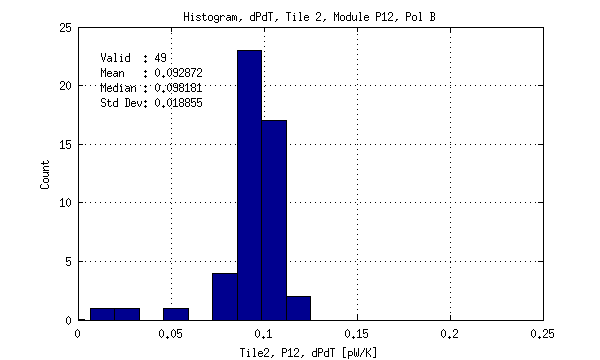 Histogram, dPdT, Tile 2, Module P12, Pol B
25
Valid : 49
Mean : 0.092872
Median : 0.098181
Std Dev: 0.018855
20
15
Count
10
5
0
0 0.05 0.1 0.15 0.2 0.25
Tile2, P12, dPdT [pW/K]